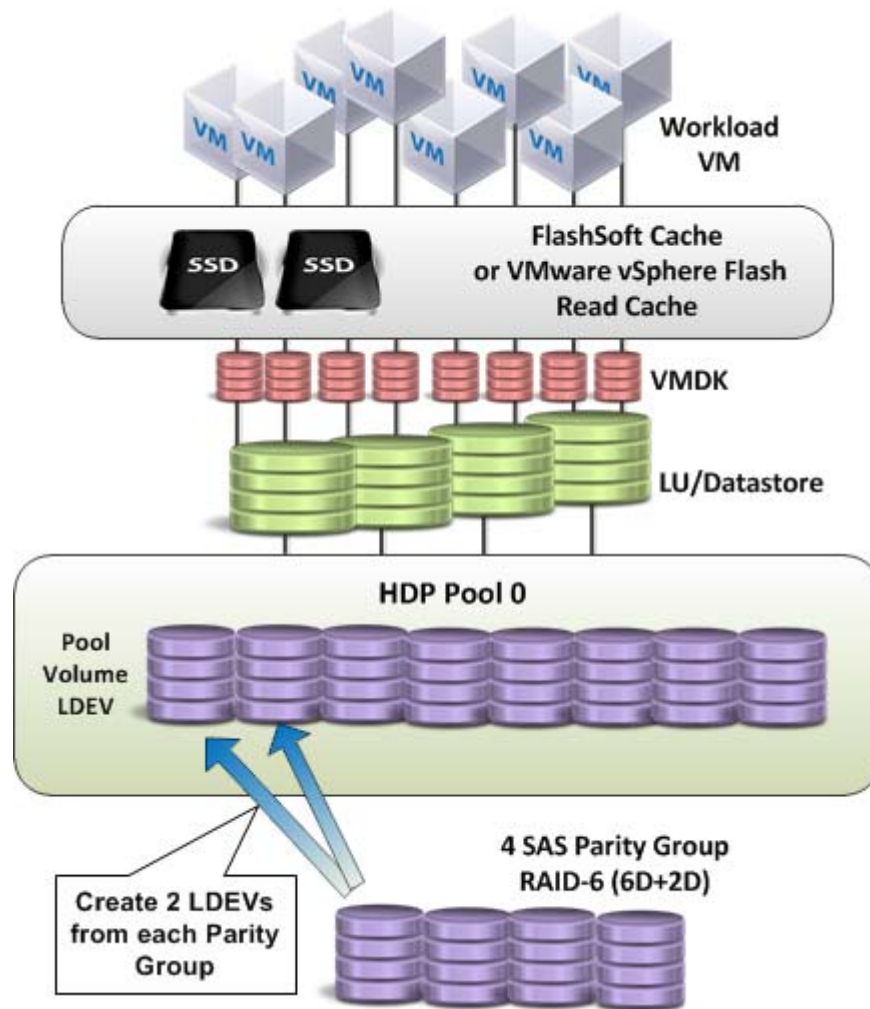 VM
VM
VM
VM
VM
VM
VM
VM
Workload
VM
SSD
SSD
FlashSoft Cache
or VMware vSphere Flash
Read Cache
VMDK
LU/Datastore
HDP Pool 0
Pool
Volume
LDEV
4 SAS Parity Group
RAID-6 (6D+2D)
Create 2 LDEVs
from each Parity
Group